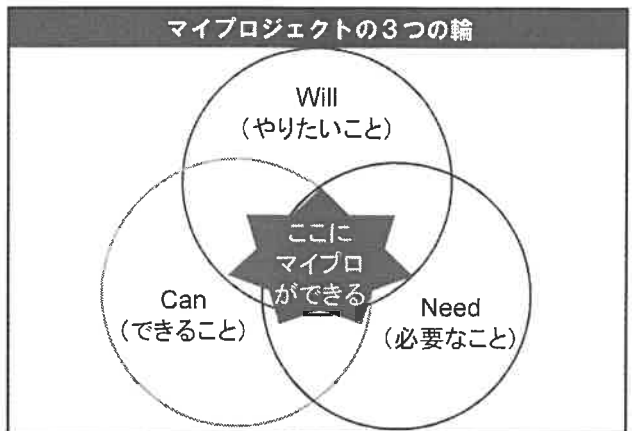 マイプロジェクトの3つの輪
Will
(やりたいこと)
ここに
マイプロ
ができる
Can
(できること)
Need
(必要なこと)